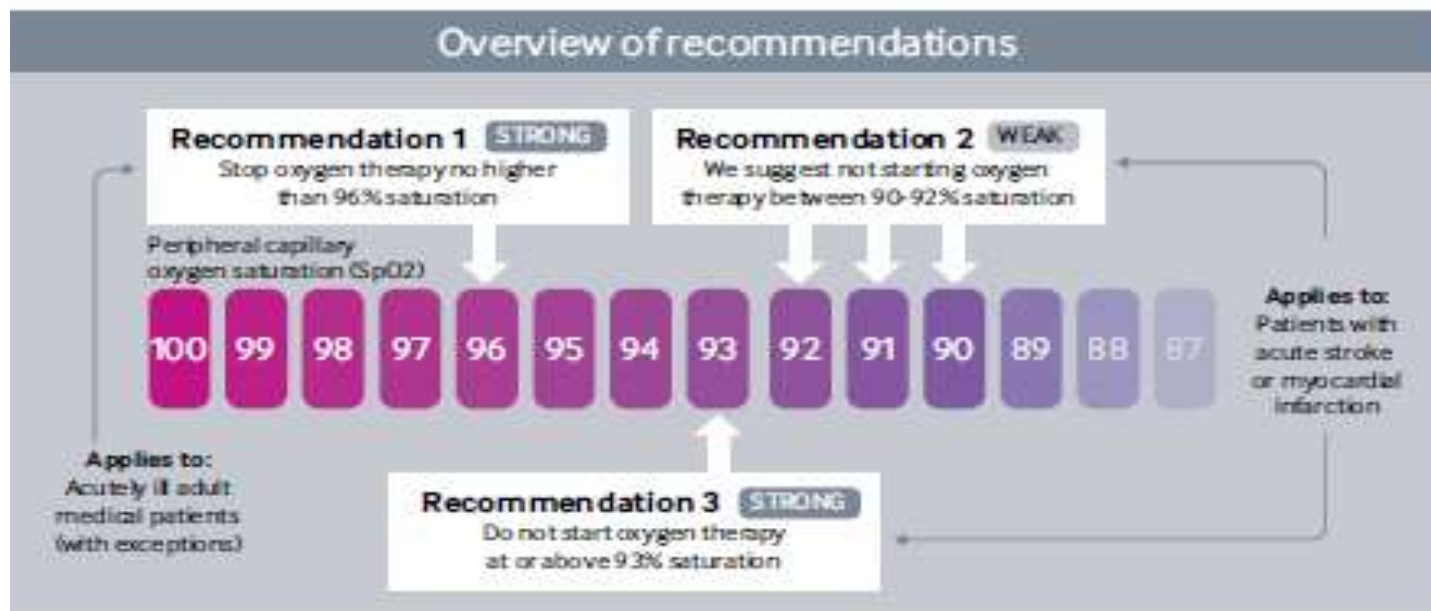 Overview of recommendations
Recommendation 1 STRONG
Stop oxygen therapy no higher
than 96% saturation
Recommendation 2 WEAK
We suggest not starting oxygen
therapy between 90-92% saturation
Peripheral capillary
oxygen saturation (SpO2)
100 99 98 97 96 95 94 93 92 91 90 89 88 87
Applies to:
Patients with
acute stroke
or myocardial
infarction
Applies to:
Acutely ill adult
medical patients
(with exceptions)
Recommendation 3 STRONG
Do not start oxygen therapy
at or above 93% saturation